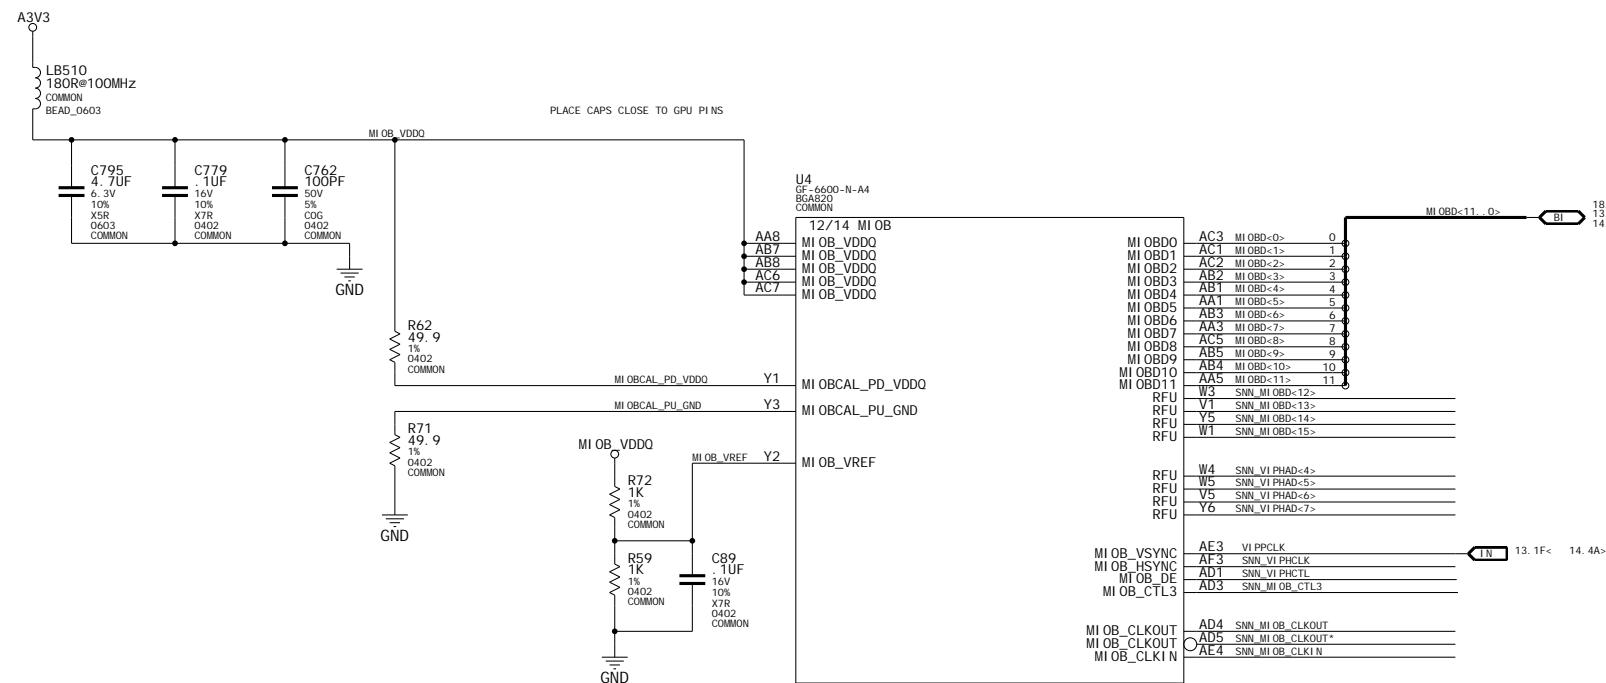 A3V3
LB510
180R@100MHz
COMMON
BEAD_0603
PLACE CAPS CLOSE TO GPU PINS
MIOB_VDDQ
C795
4.7UF
6.3V
10%
X5R
0603
COMMON
C779
.1UF
16V
10%
X7R
0402
COMMON
C762
100PF
50V
5%
COG
0402
COMMON
GND
U4
GF-6600-N-A4
BGA820
COMMON
12/14 MIOB
AA8 MIOB_VDDQ
AB7 MIOB_VDDQ
AB8 MIOB_VDDQ
AC6 MIOB_VDDQ
AC7 MIOB_VDDQ
R62
49.9
1%
0402
COMMON
MIOBCAL_PD_VDDQ Y1 MIOBCAL_PD_VDDQ
MIOBCAL_PU_GND Y3 MIOBCAL_PU_GND
R71
49.9
1%
0402
COMMON
GND
MIOB_VDDQ
MIOB_VREF Y2 MIOB_VREF
R72
1K
1%
0402
COMMON
R59
1K
1%
0402
COMMON
C89
.1UF
16V
10%
X7R
0402
COMMON
GND
MIOBD<11..0> BI
18
13
14
MIOBD0 AC3 MIOBD<0> 0
MIOBD1 AC1 MIOBD<1> 1
MIOBD2 AC2 MIOBD<2> 2
MIOBD3 AB2 MIOBD<3> 3
MIOBD4 AB1 MIOBD<4> 4
MIOBD5 AA1 MIOBD<5> 5
MIOBD6 AB3 MIOBD<6> 6
MIOBD7 AA3 MIOBD<7> 7
MIOBD8 AC5 MIOBD<8> 8
MIOBD9 AB5 MIOBD<9> 9
MIOBD10 AB4 MIOBD<10> 10
MIOBD11 AA5 MIOBD<11> 11
RFU W3 SNN_MIOBD<12>
RFU V1 SNN_MIOBD<13>
RFU Y5 SNN_MIOBD<14>
RFU W1 SNN_MIOBD<15>
RFU W4 SNN_VIPHAD<4>
RFU W5 SNN_VIPHAD<5>
RFU V5 SNN_VIPHAD<6>
RFU Y6 SNN_VIPHAD<7>
MIOB_VSYNC AE3 VIPPCLK IN 13.1F< 14.4A>
MIOB_HSYNC AF3 SNN_VIPHCLK
MIOB_DE AD1 SNN_VIPHCTL
MIOB_CTL3 AD3 SNN_MIOB_CTL3
MIOB_CLKOUT AD4 SNN_MIOB_CLKOUT
MIOB_CLKOUT AD5 SNN_MIOB_CLKOUT*
MIOB_CLKIN AE4 SNN_MIOB_CLKIN